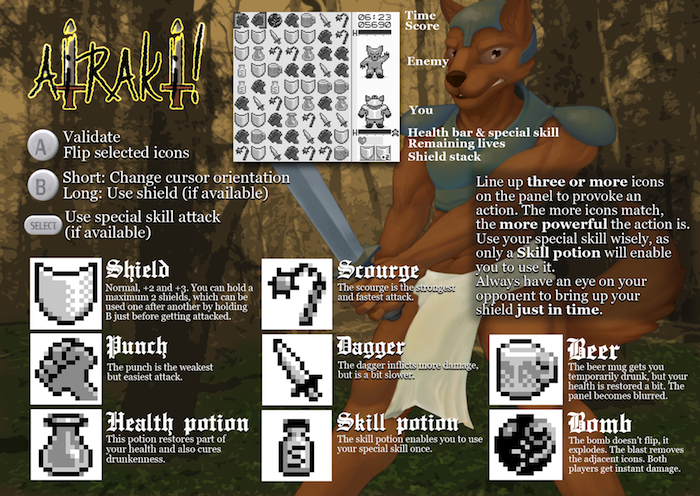 AtRAKt!
06:23
05690
H
H
+2
Time
Score
Enemy
You
Health bar & special skill
Remaining lives
Shield stack
A
Validate
Flip selected icons
B
Short: Change cursor orientation
Long: Use shield (if available)
SELECT
Use special skill attack
(if available)
Line up three or more icons
on the panel to provoke an
action. The more icons match,
the more powerful the action is.
Use your special skill wisely, as
only a Skill potion will enable
you to use it.
Always have an eye on your
opponent to bring up your
shield just in time.
Shield
Normal, +2 and +3. You can hold a
maximum 2 shields, which can be
used one after another by holding
B just before getting attacked.
Scourge
The scourge is the strongest
and fastest attack.
Punch
The punch is the weakest
but easiest attack.
Dagger
The dagger inflicts more damage,
but is a bit slower.
Beer
The beer mug gets you
temporarily drunk, but your
health is restored a bit. The
panel becomes blurred.
Health potion
This potion restores part of
your health and also cures
drunkenness.
Skill potion
The skill potion enables you to use
your special skill once.
Bomb
The bomb doesn't flip, it
explodes. The blast removes
the adjacent icons. Both
players get instant damage.